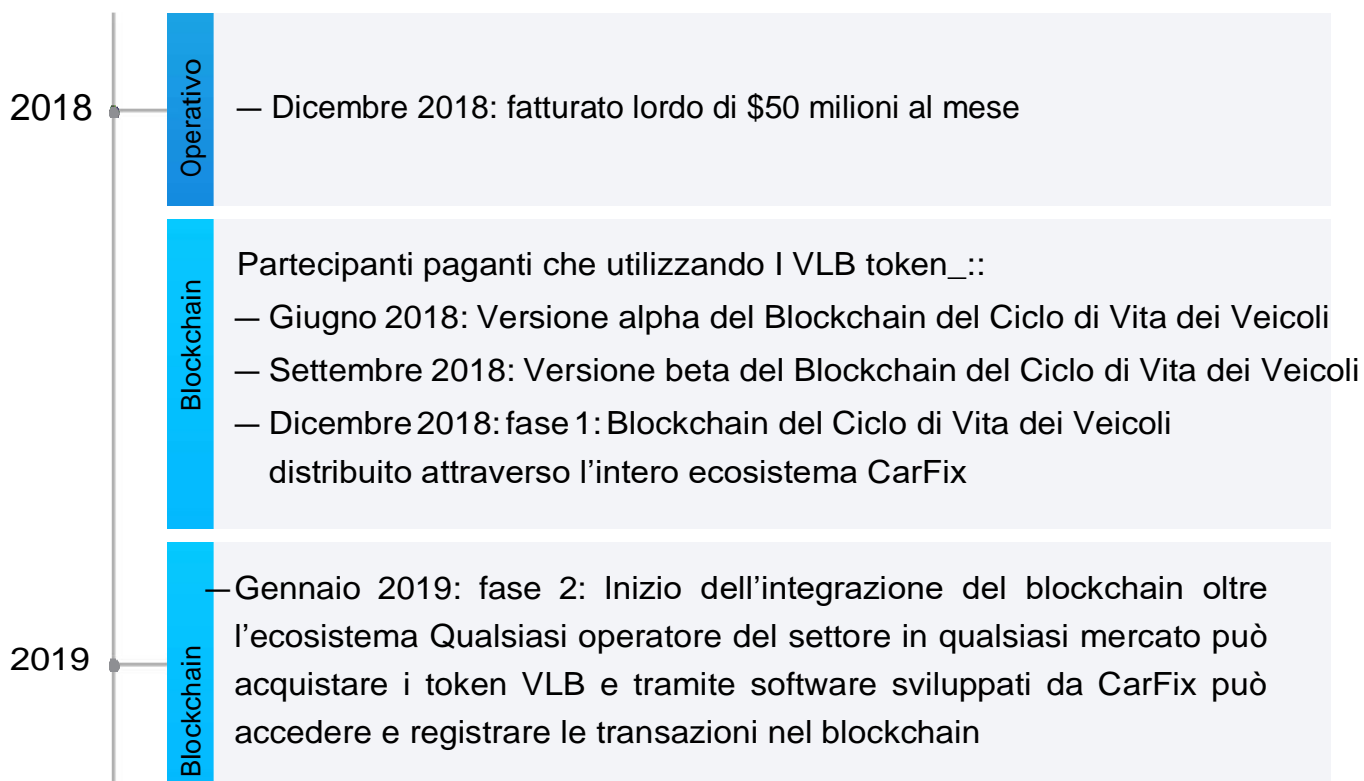 2018
Operativo
— Dicembre 2018: fatturato lordo di $50 milioni al mese
Blockchain
Partecipanti paganti che utilizzando I VLB token_::
— Giugno 2018: Versione alpha del Blockchain del Ciclo di Vita dei Veicoli
— Settembre 2018: Versione beta del Blockchain del Ciclo di Vita dei Veicoli
— Dicembre 2018: fase 1: Blockchain del Ciclo di Vita dei Veicoli
distribuito attraverso l’intero ecosistema CarFix
2019
Blockchain
— Gennaio 2019: fase 2: Inizio dell’integrazione del blockchain oltre
l’ecosistema Qualsiasi operatore del settore in qualsiasi mercato può
acquistare i token VLB e tramite software sviluppati da CarFix può
accedere e registrare le transazioni nel blockchain